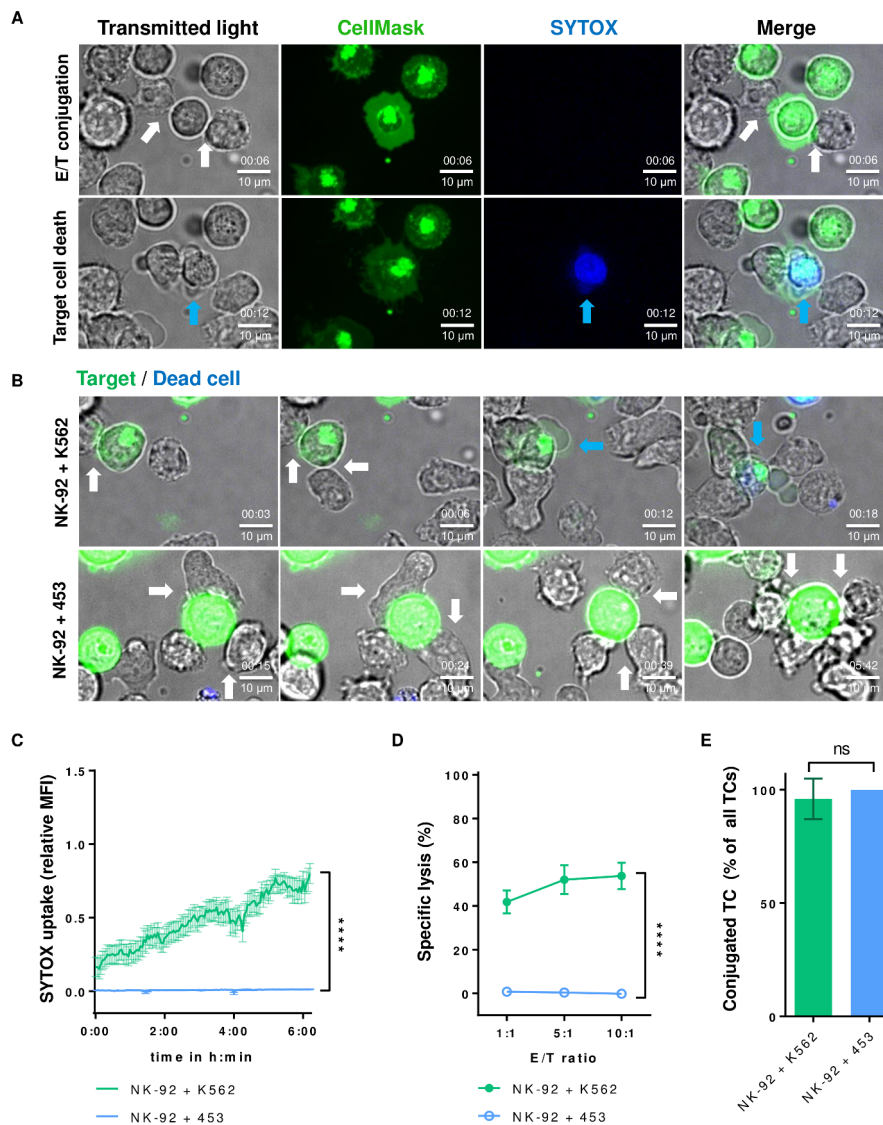 A
Transmitted light CellMask SYTOX Merge
E/T conjugation
00:06 00:06 00:06 00:06
10 µm 10 µm 10 µm 10 µm
Target cell death
00:12 00:12 00:12 00:12
10 µm 10 µm 10 µm 10 µm
B
Target / Dead cell
NK-92 + K562
00:03 00:06 00:12 00:18
10 µm 10 µm 10 µm 10 µm
NK-92 + 453
00:15 00:24 00:39 05:42
10 µm 10 µm 10 µm 10 µm
C
SYTOX uptake (relative MFI)
1.5
1.0
0.5
0.0
0:00 2:00 4:00 6:00
time in h:min
****
NK-92 + K562
NK-92 + 453
D
Specific lysis (%)
100
80
60
40
20
0
1:1 5:1 10:1
E/T ratio
****
NK-92 + K562
NK-92 + 453
E
Conjugated TC (% of all TCs)
ns
100
50
0
NK-92 + K562
NK-92 + 453